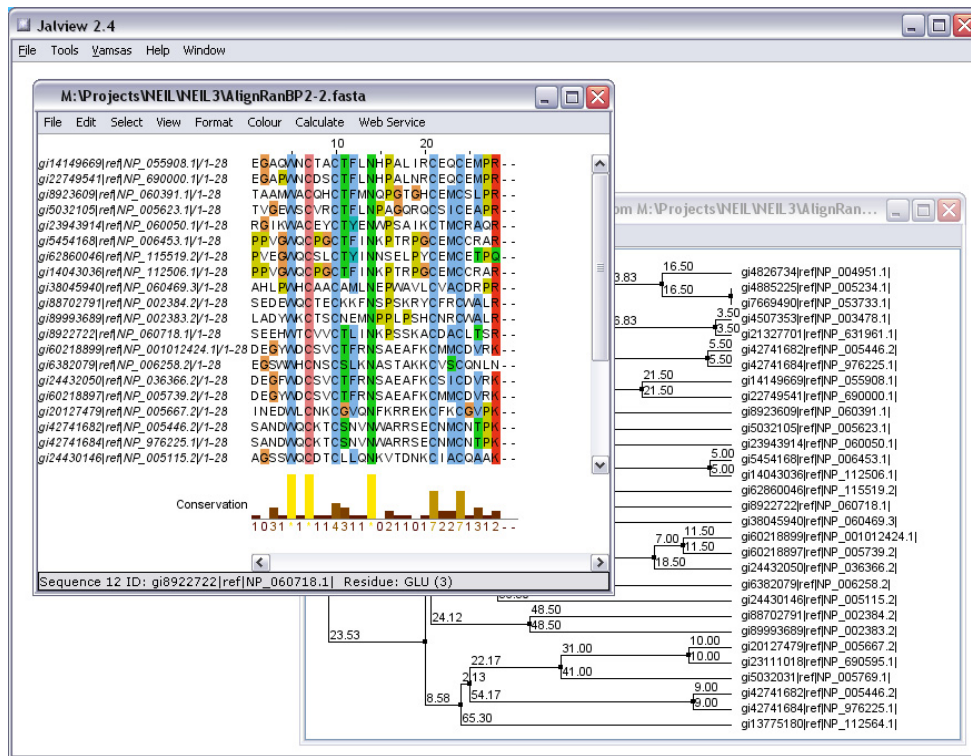 Jalview 2.4
File Tools Vamsas Help Window
M:\Projects\NEIL\NEIL3\AlignRanBP2-2.fasta
File Edit Select View Format Colour Calculate Web Service
10 20
gi14149669|ref|NP_055908.1|/1-28 EGAQWNCTACTFLNHPALIRCEQCEMPR--
gi22749541|ref|NP_690000.1|/1-28 EGAPWNCDSCTFLNHPALNRCEQCEMPR--
gi8923609|ref|NP_060391.1|/1-28 TAAMWACQHCTFMNQPGTGHCEMCSLPR--
gi5032105|ref|NP_005623.1|/1-28 TVGEWSCVRCTFLNPAGQRQCSICEAPR--
gi23943914|ref|NP_060050.1|/1-28 RGIKWACEYCTYENWPSAIKCTMCRAQR--
gi5454168|ref|NP_006453.1|/1-28 PPVGWQCPGCTFINKPTRPGCEMCCRAR--
gi62860046|ref|NP_115519.2|/1-28 PVEGWQCSLCTYINNSELPYCEMCETPQ--
gi14043036|ref|NP_112506.1|/1-28 PPVGWQCPGCTFINKPTRPGCEMCCRAR--
gi38045940|ref|NP_060469.3|/1-28 AHLPWHCAACAMLNEPWAVLCVACDRPR--
gi88702791|ref|NP_002384.2|/1-28 SEDEWQCTECKKFNSPSKRYCFRCWALR--
gi89993689|ref|NP_002383.2|/1-28 LADYWKCTSCNEMNPPLPSHCNRCWALR--
gi8922722|ref|NP_060718.1|/1-28 SEEHWTCVVCTLINKPSSKACDACLTSR--
gi60218899|ref|NP_001012424.1|/1-28 DEGYWDCSVCTFRNSAEAFKCMMCDVRK--
gi6382079|ref|NP_006258.2|/1-28 EGSWWHCNSCSLKNASTAKKCVSCQNLN--
gi24432050|ref|NP_036366.2|/1-28 DEGFWDCSVCTFRNSAEAFKCSICDVRK--
gi60218897|ref|NP_005739.2|/1-28 DEGYWDCSVCTFRNSAEAFKCMMCDVRK--
gi20127479|ref|NP_005667.2|/1-28 INEDWLCNKCGVQNFKRREKCFKCGVPK--
gi42741682|ref|NP_005446.2|/1-28 SANDWQCKTCSNVNWARRSECNMCNTPK--
gi42741684|ref|NP_976225.1|/1-28 SANDWQCKTCSNVNWARRSECNMCNTPK--
gi24430146|ref|NP_005115.2|/1-28 AGSSWQCDTCLLQNKVTDNKCIACQAAK--
Conservation
1031*1*114311*02110172271312--
Sequence 12 ID: gi8922722|ref|NP_060718.1| Residue: GLU (3)
om M:\Projects\NEIL\NEIL3\AlignRan...
3.83 16.50 gi4826734|ref|NP_004951.1|
16.50 gi4885225|ref|NP_005234.1|
gi7669490|ref|NP_053733.1|
6.83 3.50 gi4507353|ref|NP_003478.1|
3.50 gi21327701|ref|NP_631961.1|
5.50 gi42741682|ref|NP_005446.2|
5.50 gi42741684|ref|NP_976225.1|
21.50 gi14149669|ref|NP_055908.1|
21.50 gi22749541|ref|NP_690000.1|
gi8923609|ref|NP_060391.1|
gi5032105|ref|NP_005623.1|
gi23943914|ref|NP_060050.1|
5.00 gi5454168|ref|NP_006453.1|
5.00 gi14043036|ref|NP_112506.1|
gi62860046|ref|NP_115519.2|
gi8922722|ref|NP_060718.1|
gi38045940|ref|NP_060469.3|
7.00 11.50 gi60218899|ref|NP_001012424.1|
11.50 gi60218897|ref|NP_005739.2|
18.50 gi24432050|ref|NP_036366.2|
gi6382079|ref|NP_006258.2|
gi24430146|ref|NP_005115.2|
24.12 48.50 gi88702791|ref|NP_002384.2|
23.53 48.50 gi89993689|ref|NP_002383.2|
31.00 10.00 gi20127479|ref|NP_005667.2|
22.17 10.00 gi23111018|ref|NP_690595.1|
2.13 41.00 gi5032031|ref|NP_005769.1|
8.58 54.17 9.00 gi42741682|ref|NP_005446.2|
9.00 gi42741684|ref|NP_976225.1|
65.30 gi13775180|ref|NP_112564.1|